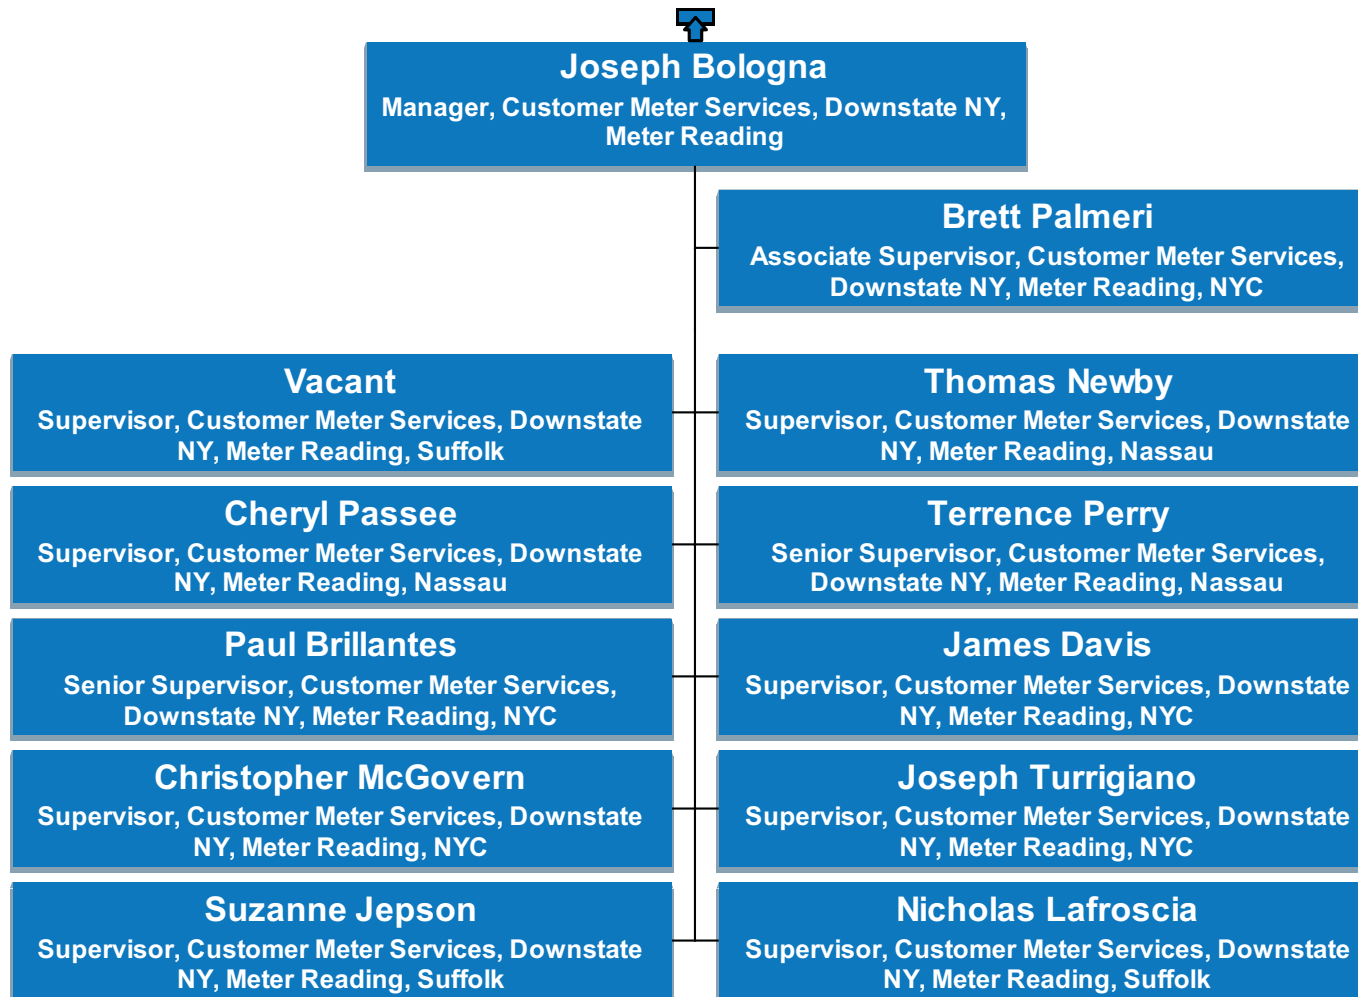 Joseph Bologna
Manager, Customer Meter Services, Downstate NY,
Meter Reading
Brett Palmeri
Associate Supervisor, Customer Meter Services,
Downstate NY, Meter Reading, NYC
Vacant
Supervisor, Customer Meter Services, Downstate
NY, Meter Reading, Suffolk
Thomas Newby
Supervisor, Customer Meter Services, Downstate
NY, Meter Reading, Nassau
Cheryl Passee
Supervisor, Customer Meter Services, Downstate
NY, Meter Reading, Nassau
Terrence Perry
Senior Supervisor, Customer Meter Services,
Downstate NY, Meter Reading, Nassau
Paul Brillantes
Senior Supervisor, Customer Meter Services,
Downstate NY, Meter Reading, NYC
James Davis
Supervisor, Customer Meter Services, Downstate
NY, Meter Reading, NYC
Christopher McGovern
Supervisor, Customer Meter Services, Downstate
NY, Meter Reading, NYC
Joseph Turrigiano
Supervisor, Customer Meter Services, Downstate
NY, Meter Reading, NYC
Suzanne Jepson
Supervisor, Customer Meter Services, Downstate
NY, Meter Reading, Suffolk
Nicholas Lafroscia
Supervisor, Customer Meter Services, Downstate
NY, Meter Reading, Suffolk